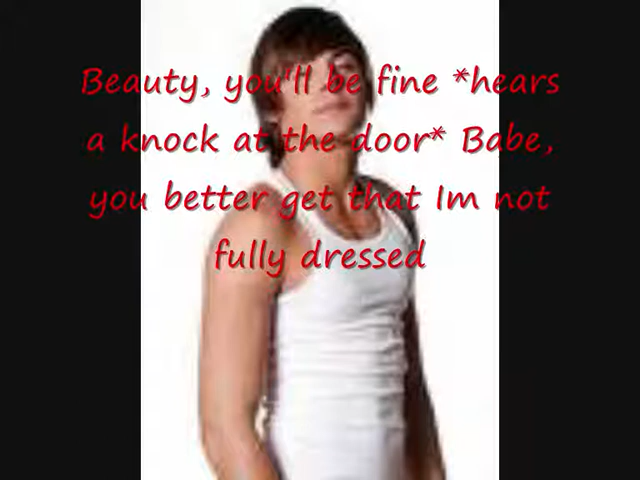 Beauty, you'll be fine *hears
a knock at the door* Babe,
you better get that Im not
fully dressed